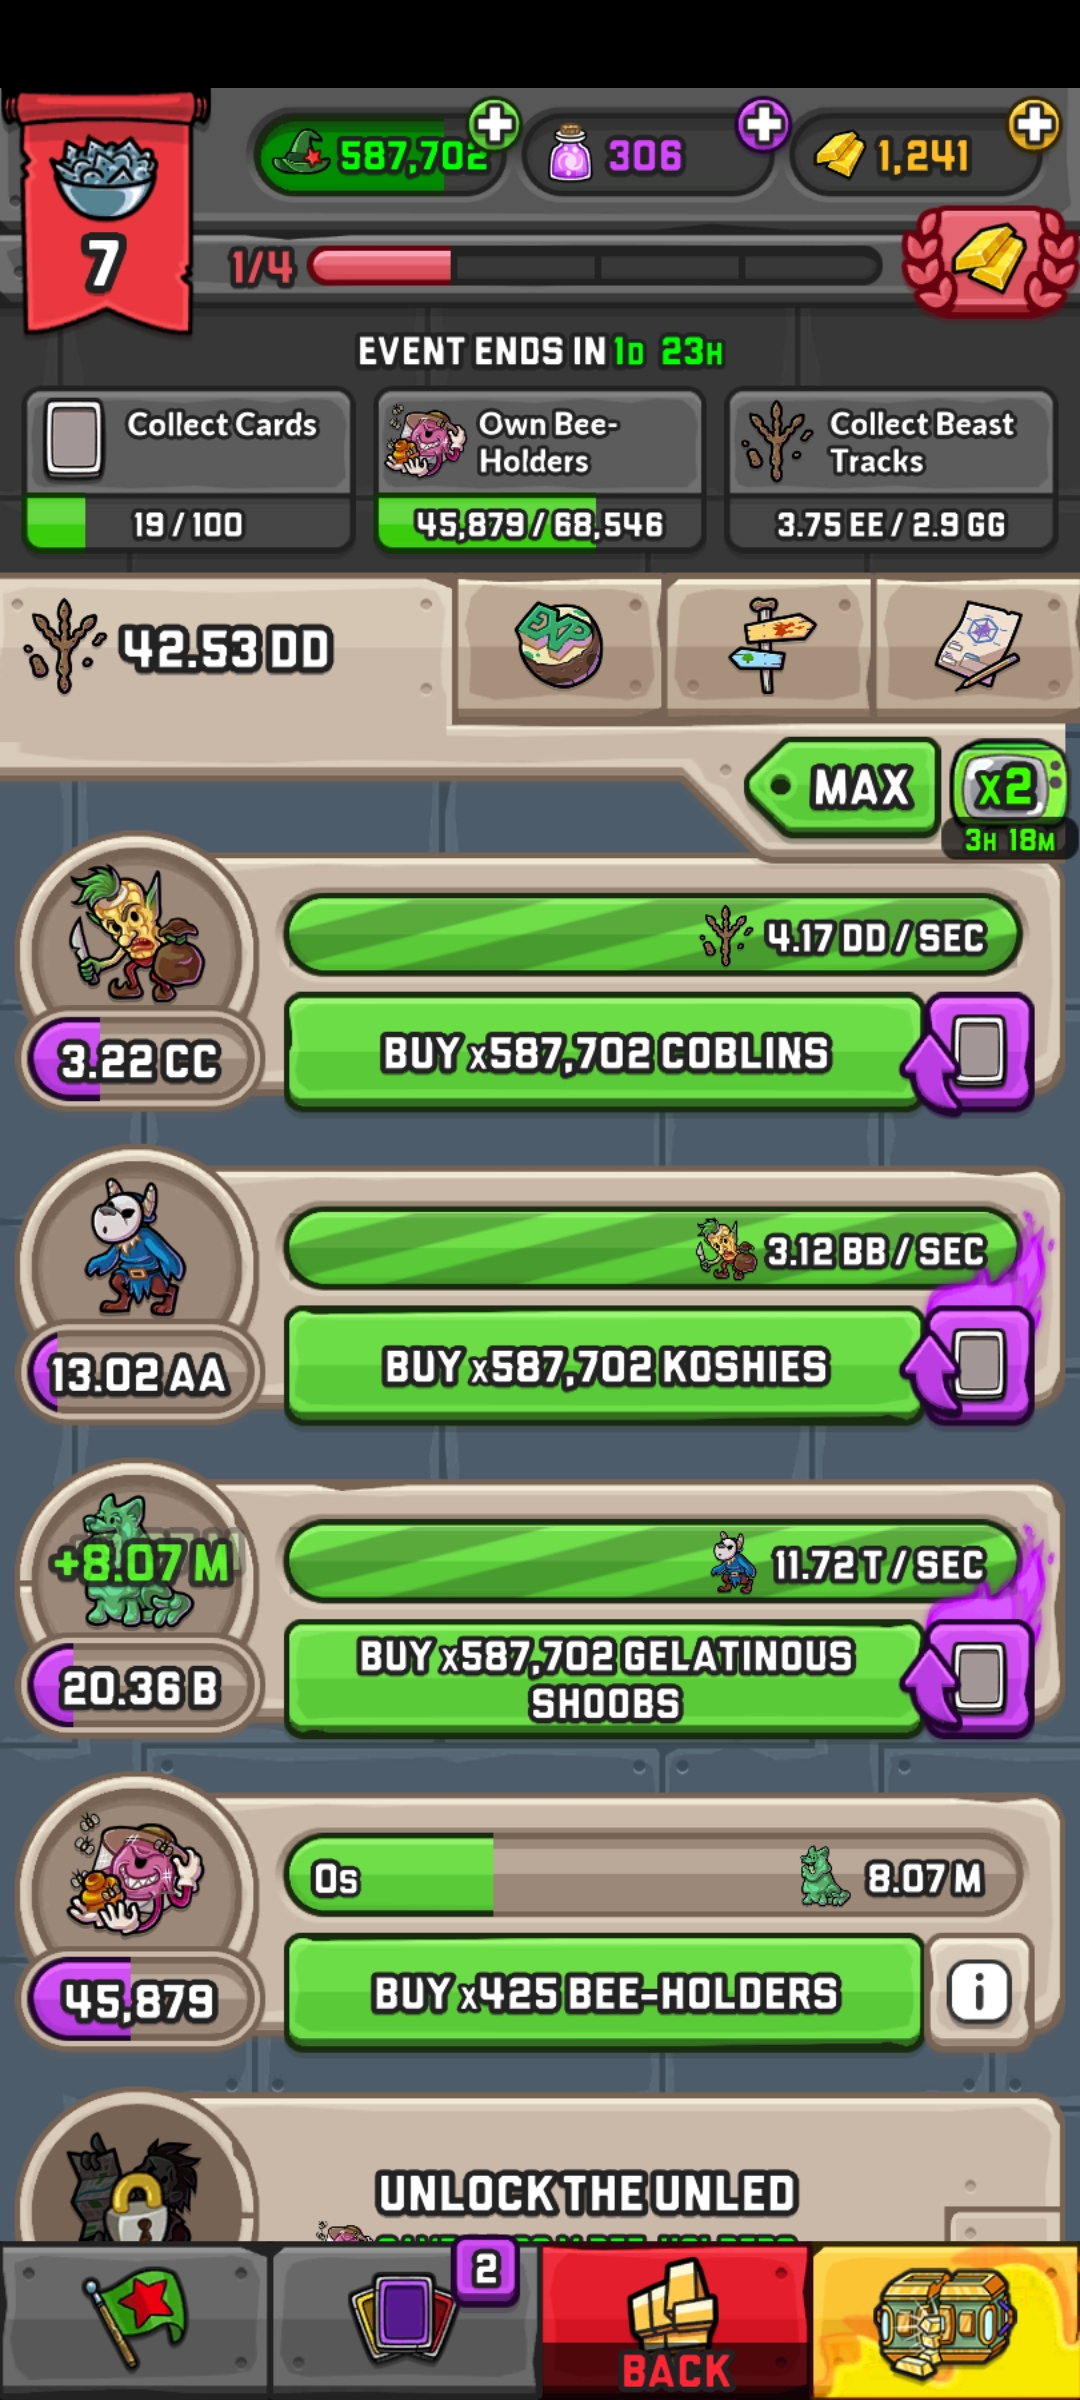 587,702
306
1,241
7
1/4
EVENT ENDS IN 1D 23H
Collect Cards
19 / 100
Own Bee-
Holders
45,879 / 68,546
Collect Beast
Tracks
3.75 EE / 2.9 GG
42.53 DD
EXP
MAX
x2
3H 18M
4.17 DD / SEC
3.22 CC
BUY x587,702 COBLINS
3.12 BB / SEC
13.02 AA
BUY x587,702 KOSHIES
+8.07 M
11.72 T / SEC
20.36 B
BUY x587,702 GELATINOUS
SHOOBS
0s
8.07 M
45,879
BUY x425 BEE-HOLDERS
i
UNLOCK THE UNLED
2
BACK